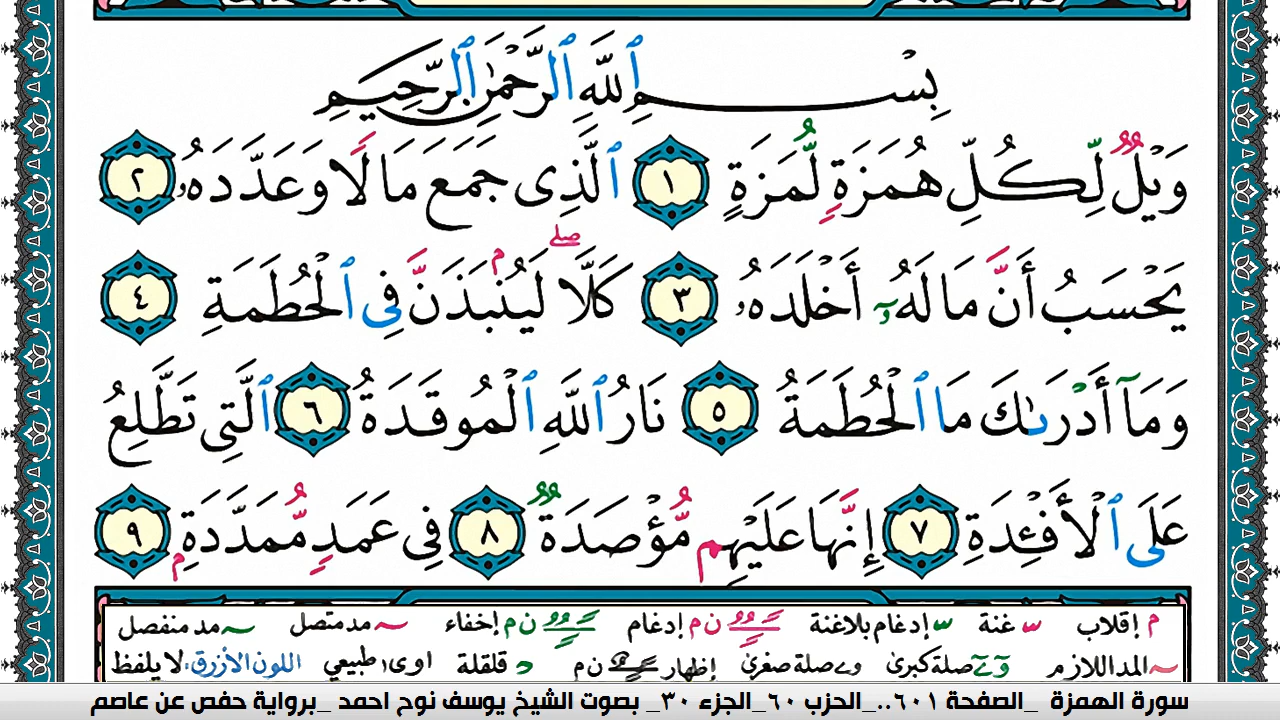 بِسْمِ ٱللَّهِ ٱلرَّحْمَٰنِ ٱلرَّحِيمِ
وَيْلٌ لِّكُلِّ هُمَزَةٍ لُّمَزَةٍ ١ ٱلَّذِى جَمَعَ مَالًا وَعَدَّدَهُۥ ٢
يَحْسَبُ أَنَّ مَالَهُۥٓ أَخْلَدَهُۥ ٣ كَلَّا ۖ لَيُنۢبَذَنَّ فِى ٱلْحُطَمَةِ ٤
وَمَآ أَدْرَىٰكَ مَا ٱلْحُطَمَةُ ٥ نَارُ ٱللَّهِ ٱلْمُوقَدَةُ ٦ ٱلَّتِى تَطَّلِعُ
عَلَى ٱلْأَفْـِٔدَةِ ٧ إِنَّهَا عَلَيْهِم مُّؤْصَدَةٌ ٨ فِى عَمَدٍ مُّمَدَّدَةٍۭ ٩
م إقلاب غنة إدغام بلاغنة ن م إدغام ن م إخفاء مد متصل مد منفصل
المد اللازم صلة كبرى صلة صغرى ن م إظهار قلقلة د اوى طبيعي اللون الأزرق لا يلفظ
سورة الهمزة _الصفحة ٦٠١.._الحزب ٦٠_الجزء ٣٠_ بصوت الشيخ يوسف نوح احمد _برواية حفص عن عاصم